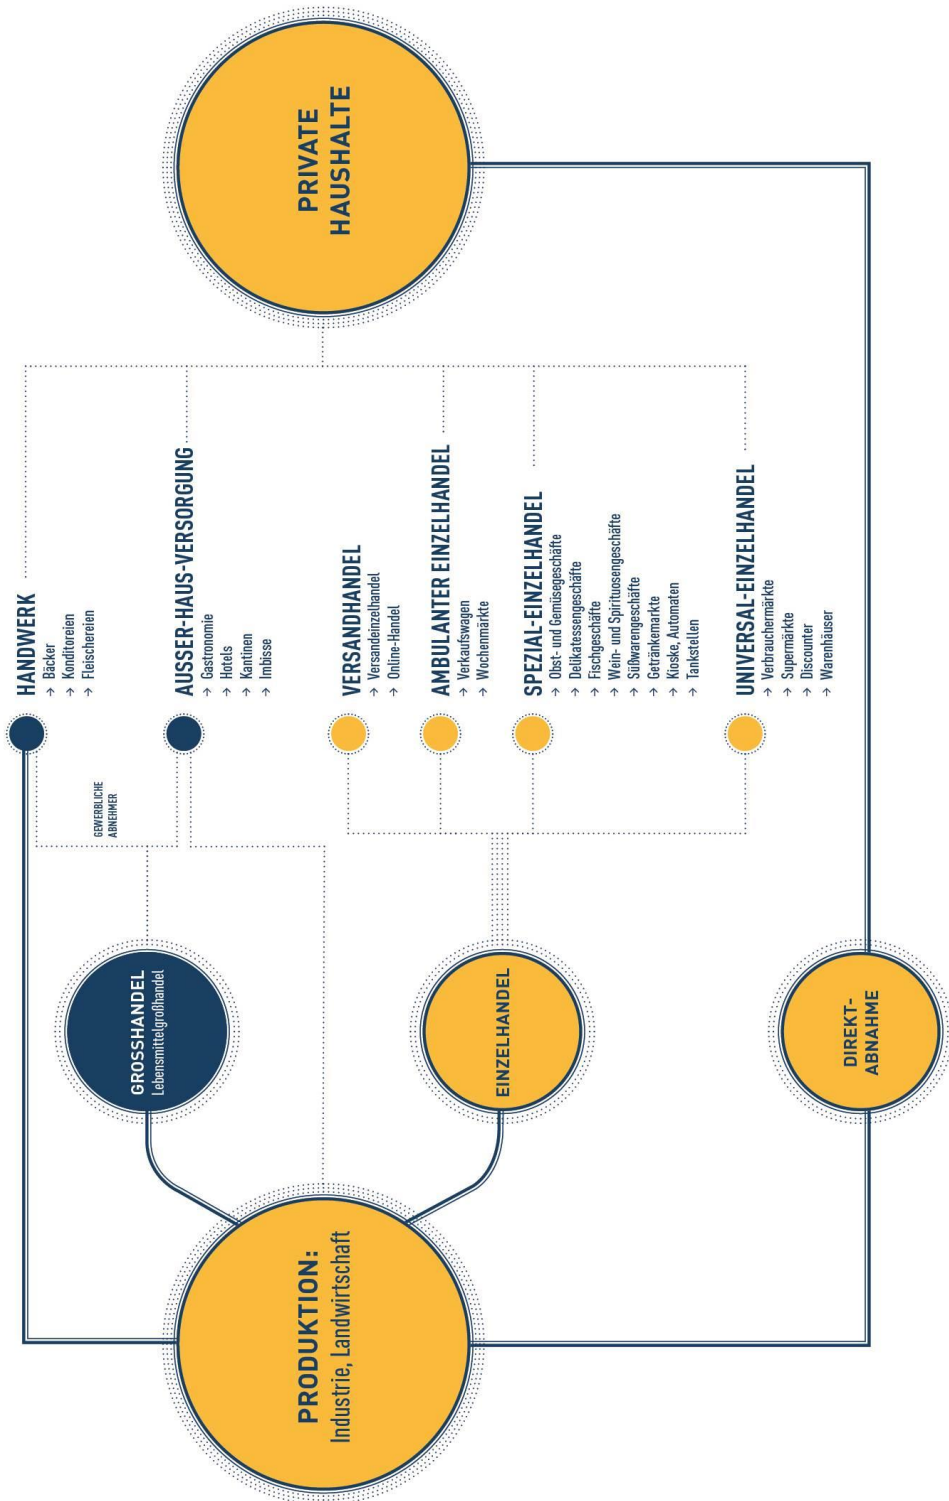 PRODUKTION:
Industrie, Landwirtschaft
GROSSHANDEL
Lebensmittelgroßhandel
EINZELHANDEL
DIREKT-
ABNAHME
GEWERBLICHE
ABNEHMER
HANDWERK
→ Bäcker
→ Konditoreien
→ Fleischereien
AUSSER-HAUS-VERSORGUNG
→ Gastronomie
→ Hotels
→ Kantinen
→ Imbisse
VERSANDHANDEL
→ Versandeinzelhandel
→ Online-Handel
AMBULANTER EINZELHANDEL
→ Verkaufswagen
→ Wochenmärkte
SPEZIAL-EINZELHANDEL
→ Obst- und Gemüsegeschäfte
→ Delikatessengeschäfte
→ Fischgeschäfte
→ Wein- und Spirituosengeschäfte
→ Süßwarengeschäfte
→ Getränkemarkte
→ Kioske, Automaten
→ Tankstellen
UNIVERSAL-EINZELHANDEL
→ Verbrauchermärkte
→ Supermärkte
→ Discounter
→ Warenhäuser
PRIVATE
HAUSHALTE